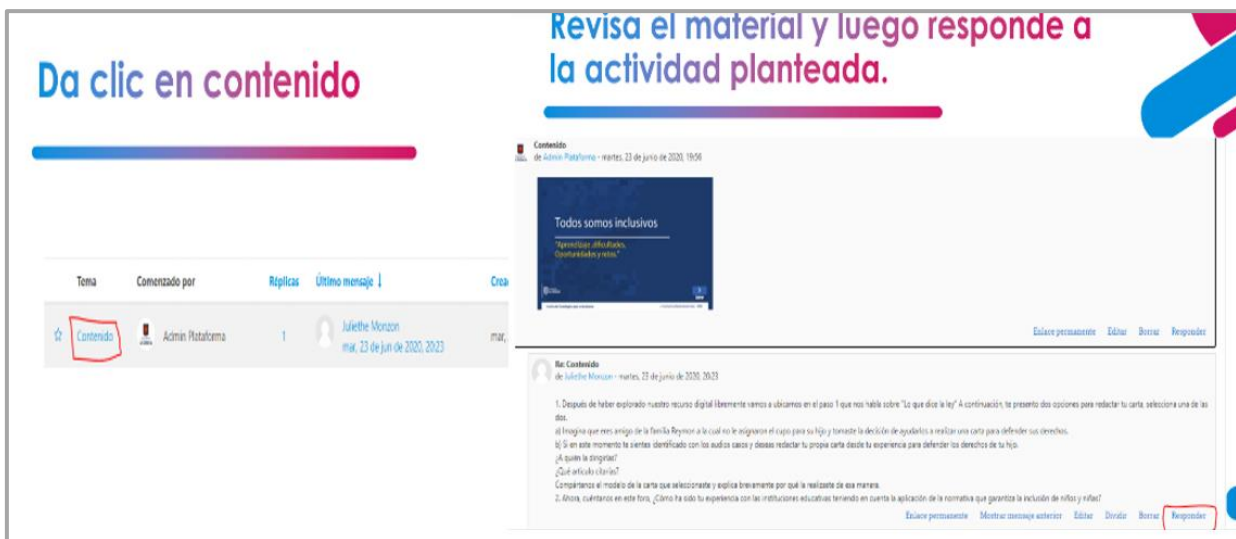 Da clic en contenido
Tema Comenzado por Réplicas Último mensaje ↓ Crea
Contenido Admin Plataforma 1 Juliethe Monzon mar,
mar, 23 de jun de 2020, 20:23
Revisa el material y luego responde a
la actividad planteada.
Contenido
de Admin Plataforma - martes, 23 de junio de 2020, 19:56
Todos somos inclusivos
"Aprendizaje, dificultades,
Oportunidades y retos."
Enlace permanente Editar Borrar Responder
Re: Contenido
de Juliethe Monzon - martes, 23 de junio de 2020, 20:23
1. Después de haber explorado nuestro recurso digital libremente vamos a ubicarnos en el paso 1 que nos habla sobre "Lo que dice la ley" A continuación, te presento dos opciones para redactar tu carta, selecciona una de las
dos.
a) Imagina que eres amigo de la familia Reymon a la cual no le asignaron el cupo para su hijo y tomaste la decisión de ayudarlos a realizar una carta para defender sus derechos.
b) Si en este momento te sientes identificado con los audios casos y deseas redactar tu propia carta desde tu experiencia para defender los derechos de tu hijo.
¿A quién la dirigirías?
¿Qué artículo citarías?
Compártenos el modelo de la carta que seleccionaste y explica brevemente por qué la realizaste de esa manera.
2. Ahora, cuéntanos en este foro, ¿Cómo ha sido tu experiencia con las instituciones educativas teniendo en cuenta la aplicación de la normativa que garantiza la inclusión de niños y niñas?
Enlace permanente Mostrar mensaje anterior Editar Dividir Borrar Responder